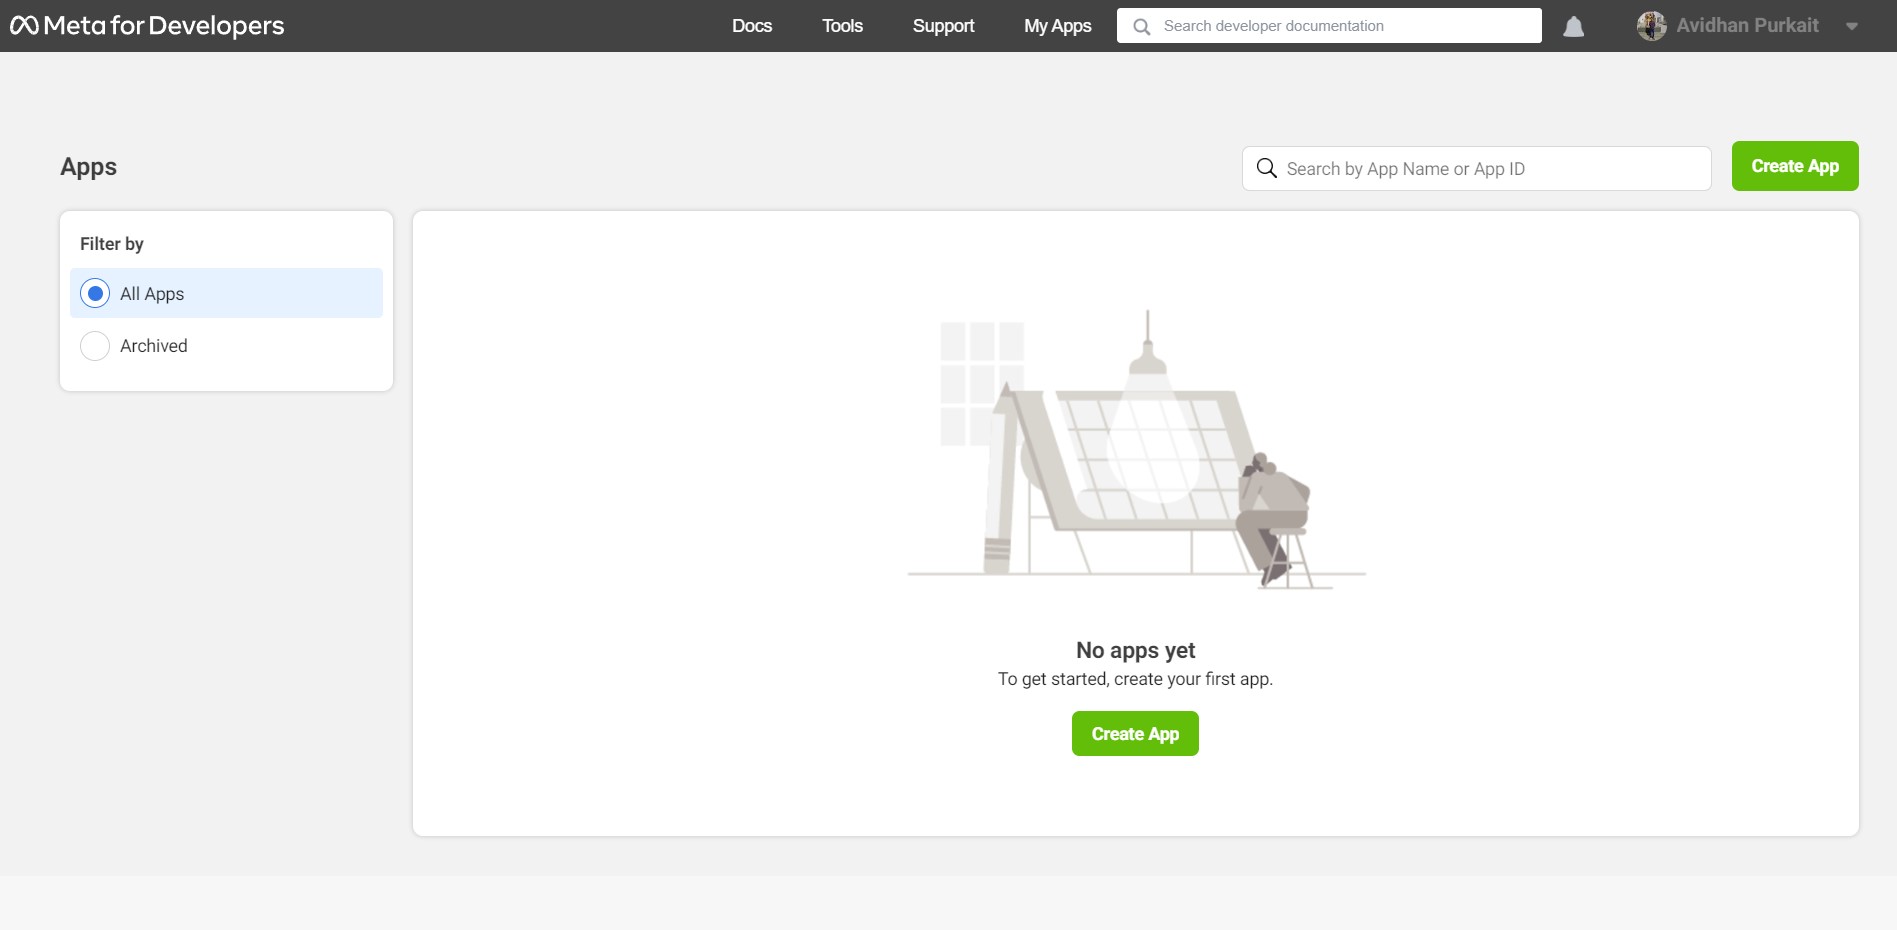 Meta for Developers
Docs
Tools
Support
My Apps
Search developer documentation
Avidhan Purkait
Apps
Search by App Name or App ID
Create App
Filter by
All Apps
Archived
No apps yet
To get started, create your first app.
Create App